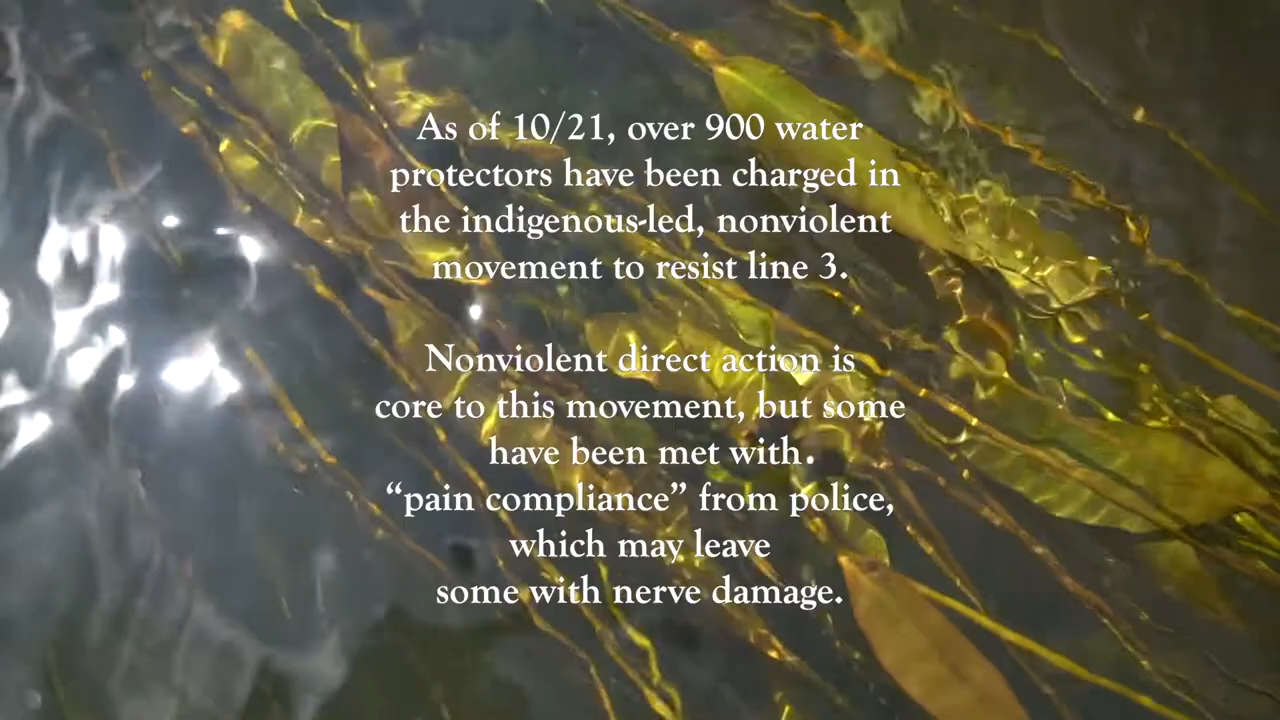 As of 10/21, over 900 water
protectors have been charged in
the indigenous-led, nonviolent
movement to resist line 3.
Nonviolent direct action is
core to this movement, but some
have been met with.
“pain compliance” from police,
which may leave
some with nerve damage.